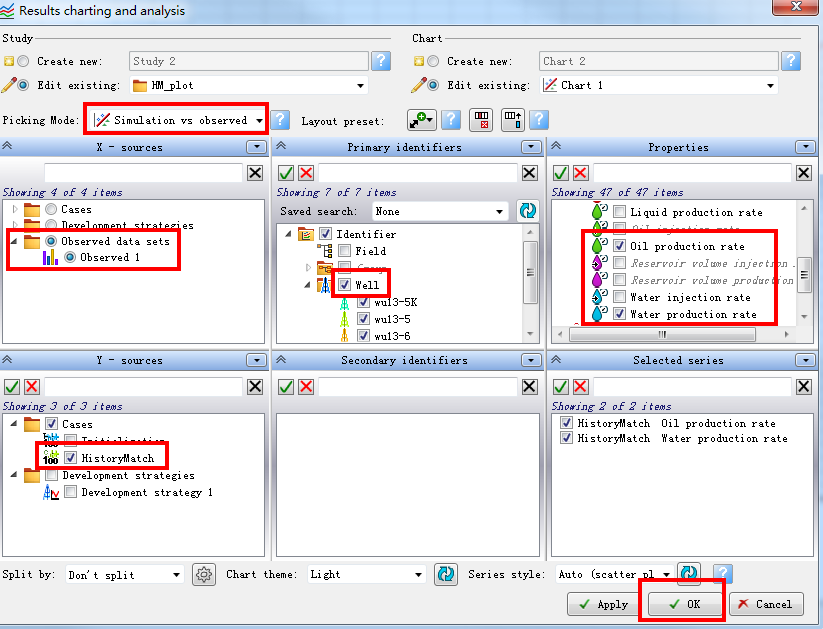 Results charting and analysis
Study
Chart
Create new: Study 2 ?
Create new: Chart 2 ?
Edit existing: HM_plot
Edit existing: Chart 1
Picking Mode: Simulation vs observed ? Layout preset: ? ?
X - sources
Showing 4 of 4 items
Cases
Development strategies
Observed data sets
Observed 1
Primary identifiers
Showing 7 of 7 items
Saved search: None
Identifier
Field
Group
Well
wu13-5K
wu13-5
wu13-6
Properties
Showing 47 of 47 items
Liquid production rate
Oil injection rate
Oil production rate
Reservoir volume injection .
Reservoir volume production
Water injection rate
Water production rate
Y - sources
Showing 3 of 3 items
Cases
Initialization
HistoryMatch
Development strategies
Development strategy 1
Secondary identifiers
Selected series
Showing 2 of 2 items
HistoryMatch Oil production rate
HistoryMatch Water production rate
Split by: Don't split Chart theme: Light Series style: Auto (scatter pl ?
Apply OK Cancel